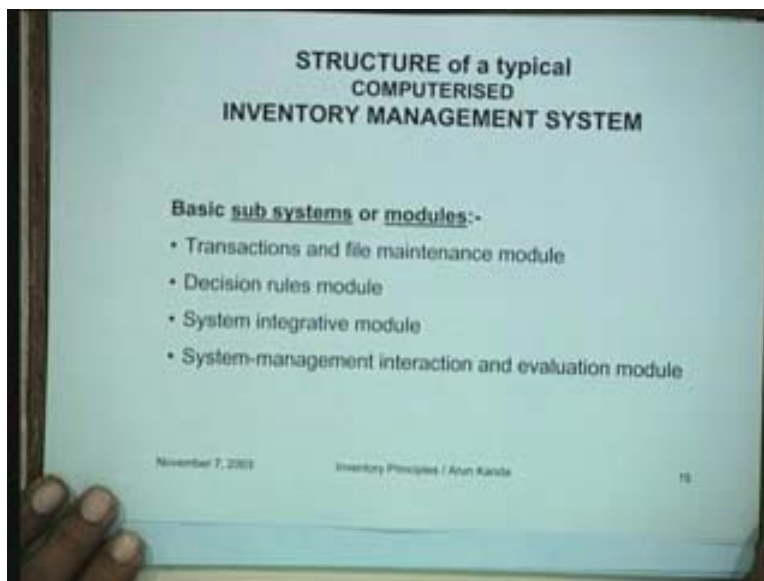 STRUCTURE of a typical
COMPUTERISED
INVENTORY MANAGEMENT SYSTEM
Basic sub systems or modules:-
• Transactions and file maintenance module
• Decision rules module
• System integrative module
• System-management interaction and evaluation module
November 7, 2003 Inventory Principles / Arun Kanda